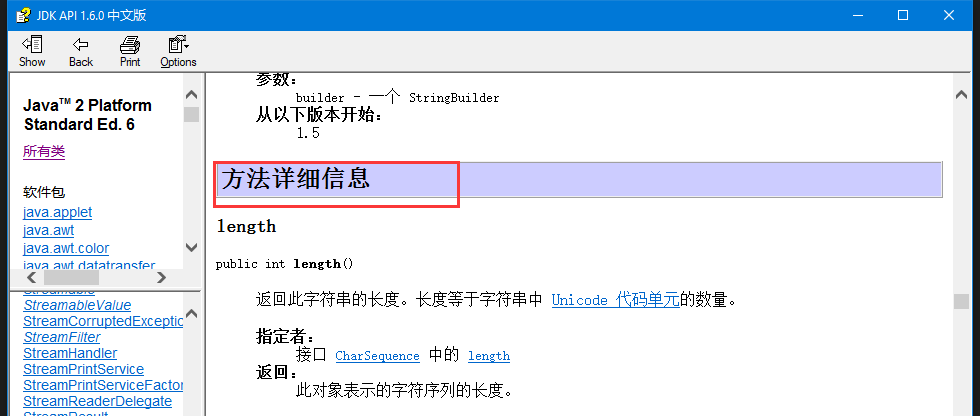 JDK API 1.6.0 中文版
Show Back Print Options
Java™ 2 Platform
Standard Ed. 6
所有类
软件包
java.applet
java.awt
java.awt.color
java.awt.datatransfer
Streamable
StreamableValue
StreamCorruptedExceptio
StreamFilter
StreamHandler
StreamPrintService
StreamPrintServiceFactor
StreamReaderDelegate
StreamResult
参数：
builder - 一个 StringBuilder
从以下版本开始：
1.5
方法详细信息
length
public int length()
返回此字符串的长度。长度等于字符串中 Unicode 代码单元的数量。
指定者：
接口 CharSequence 中的 length
返回：
此对象表示的字符序列的长度。